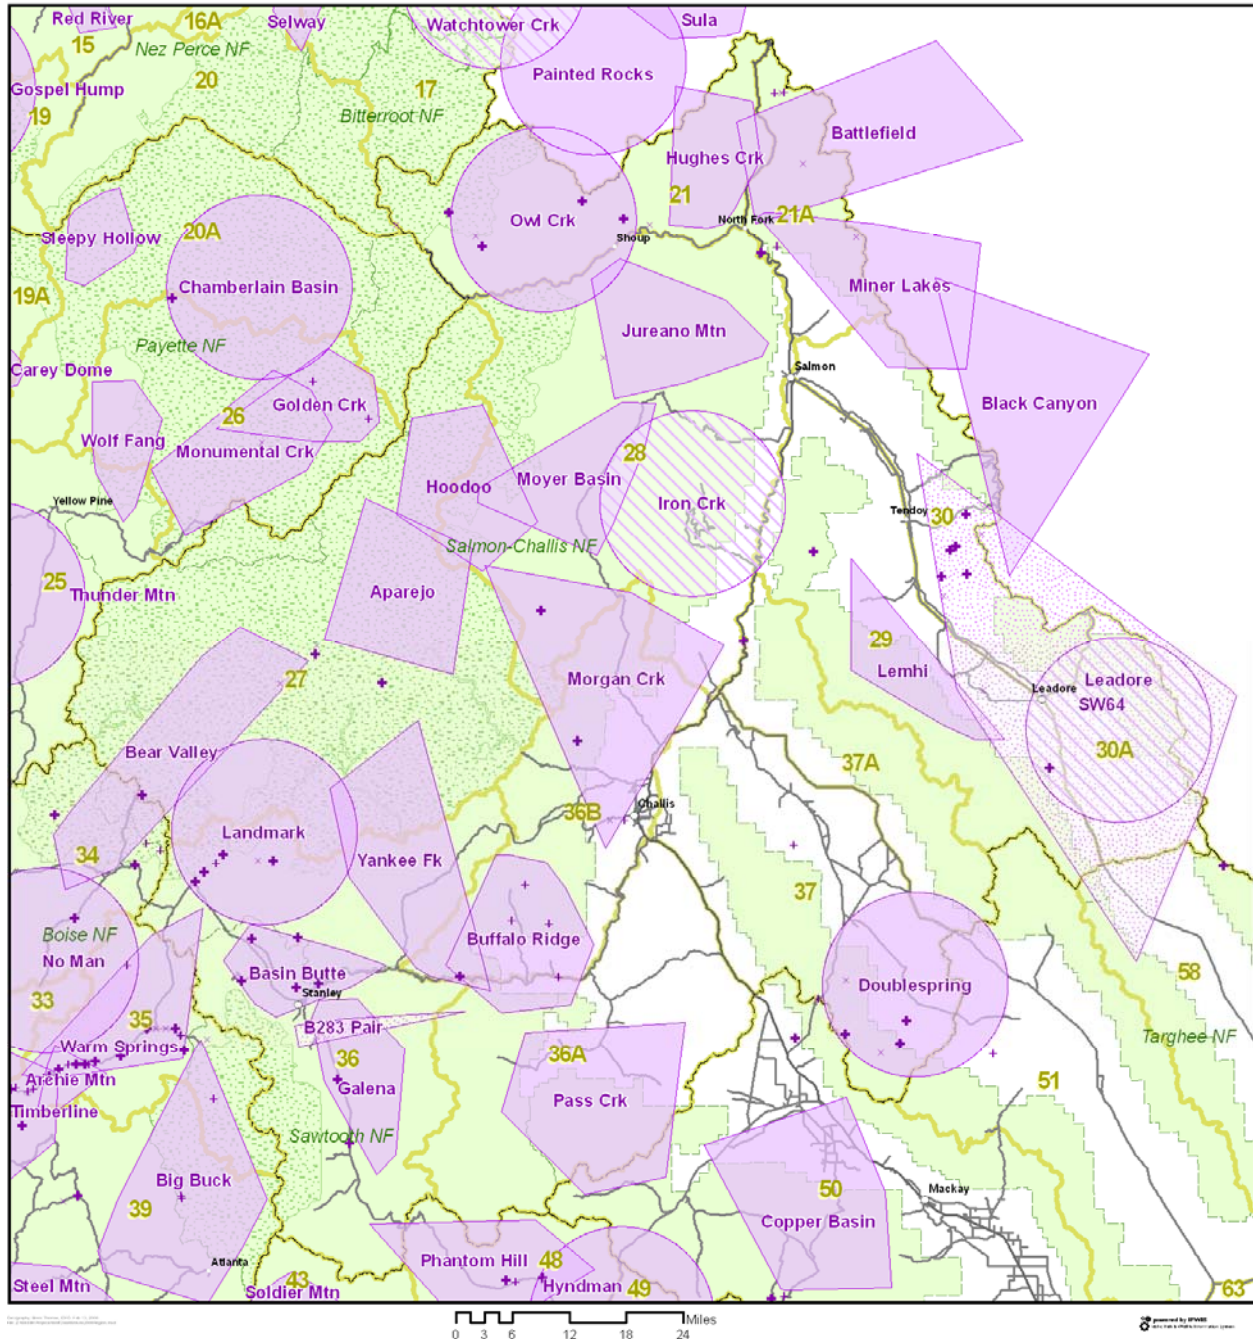 Red River
16A
Selway
Watchtower Crk
Sula
15
Nez Perce NF
20
17
Painted Rocks
Gospel Hump
19
Bitterroot NF
Battlefield
Hughes Crk
21
Sleepy Hollow
20A
Owl Crk
North Fork
21A
Shoup
19A
Chamberlain Basin
Miner Lakes
Jureano Mtn
Payette NF
Carey Dome
Salmon
26
Golden Crk
Black Canyon
Wolf Fang
Monumental Crk
28
Hoodoo
Moyer Basin
Iron Crk
Yellow Pine
Tendoy
30
Salmon-Challis NF
25
Thunder Mtn
Aparejo
29
Lemhi
27
Morgan Crk
Leadore
Leadore
SW64
Bear Valley
30A
37A
36B
Challis
Landmark
34
Yankee Fk
37
Boise NF
No Man
Buffalo Ridge
Basin Butte
Stanley
Doublespring
58
33
35
B283 Pair
Targhee NF
Warm Springs
36
36A
Archie Mtn
Galena
51
Timberline
Pass Crk
Sawtooth NF
Big Buck
39
50
Mackay
Copper Basin
Atlanta
Phantom Hill
48
Steel Mtn
43
Soldier Mtn
Hyndman
49
63
Miles
0 3 6 12 18 24
powered by IFWIS